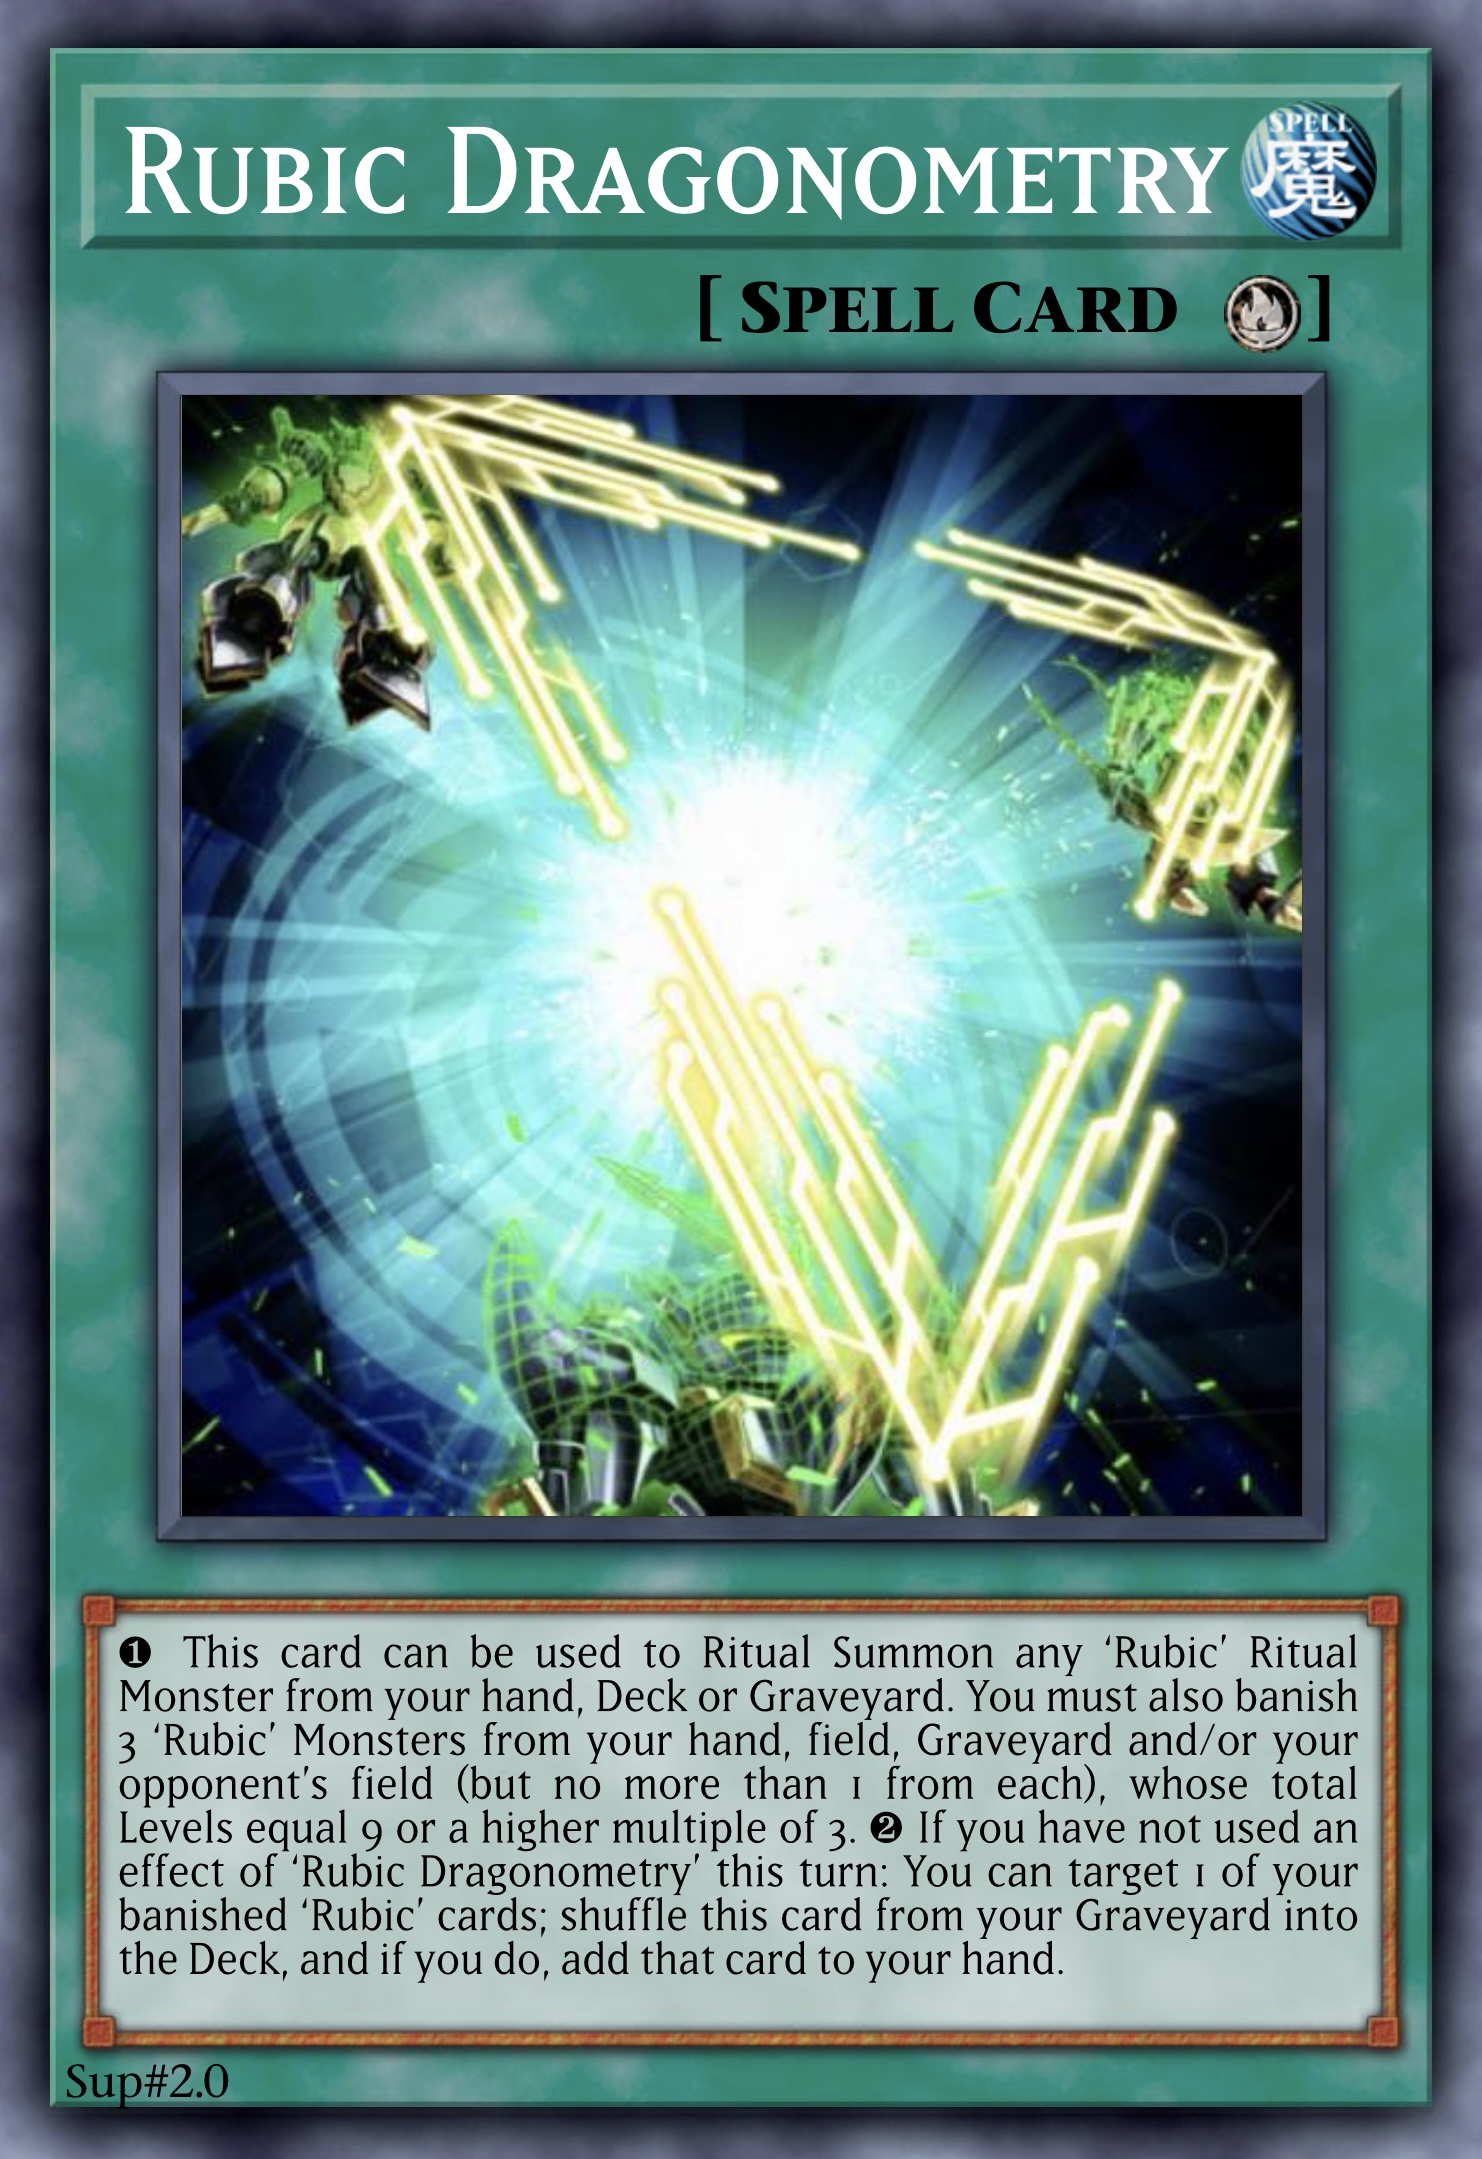 Rubic Dragonometry
SPELL
魔
[ Spell Card ]
❶ This card can be used to Ritual Summon any ‘Rubic’ Ritual
Monster from your hand, Deck or Graveyard. You must also banish
3 ‘Rubic’ Monsters from your hand, field, Graveyard and/or your
opponent's field (but no more than 1 from each), whose total
Levels equal 9 or a higher multiple of 3. ❷ If you have not used an
effect of ‘Rubic Dragonometry’ this turn: You can target 1 of your
banished ‘Rubic’ cards; shuffle this card from your Graveyard into
the Deck, and if you do, add that card to your hand.
Sup#2.0